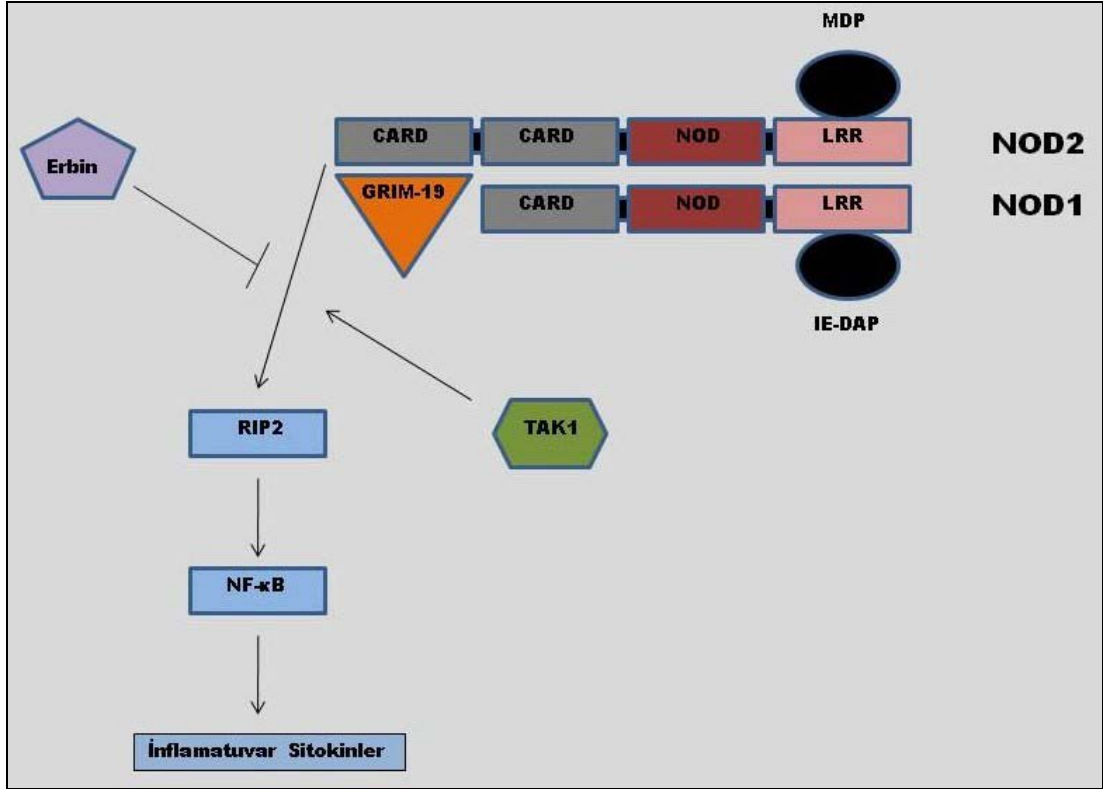 MDP
CARD CARD NOD LRR NOD2
Erbin
GRIM-19 CARD NOD LRR NOD1
IE-DAP
RIP2 TAK1
NF-κB
İnflamatuvar Sitokinler